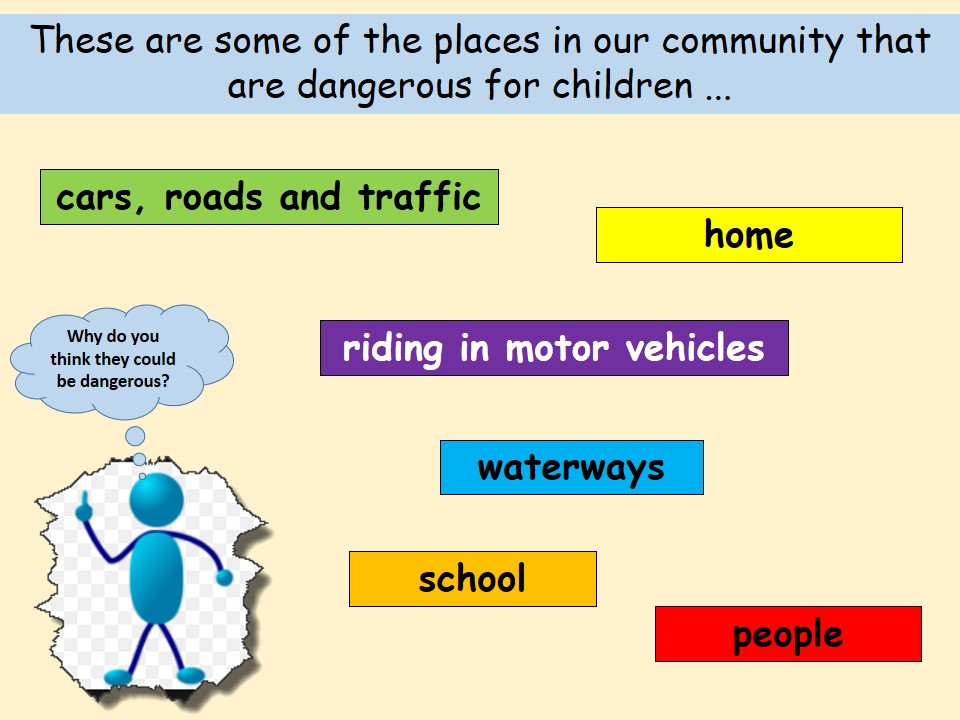 These are some of the places in our community that
are dangerous for children ...
cars, roads and traffic
home
Why do you
think they could
be dangerous?
riding in motor vehicles
waterways
school
people